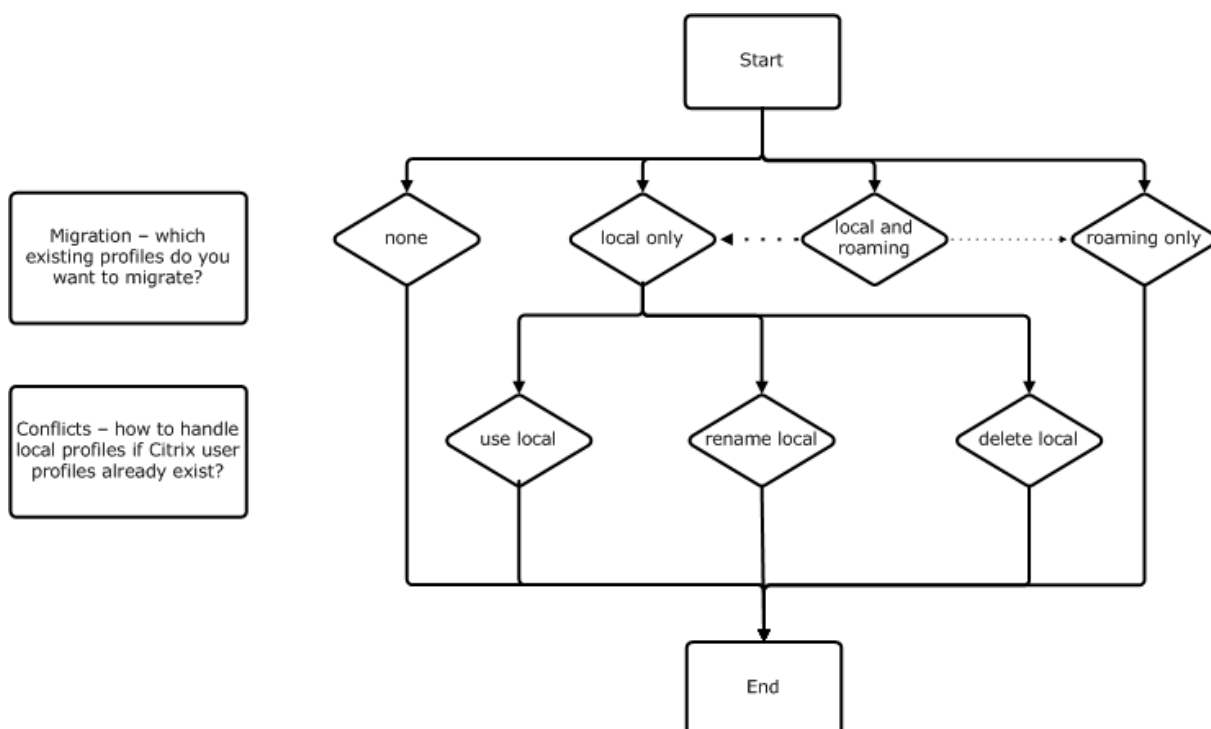 Start
Migration – which
existing profiles do you
want to migrate?
none
local only
local and
roaming
roaming only
Conflicts – how to handle
local profiles if Citrix user
profiles already exist?
use local
rename local
delete local
End